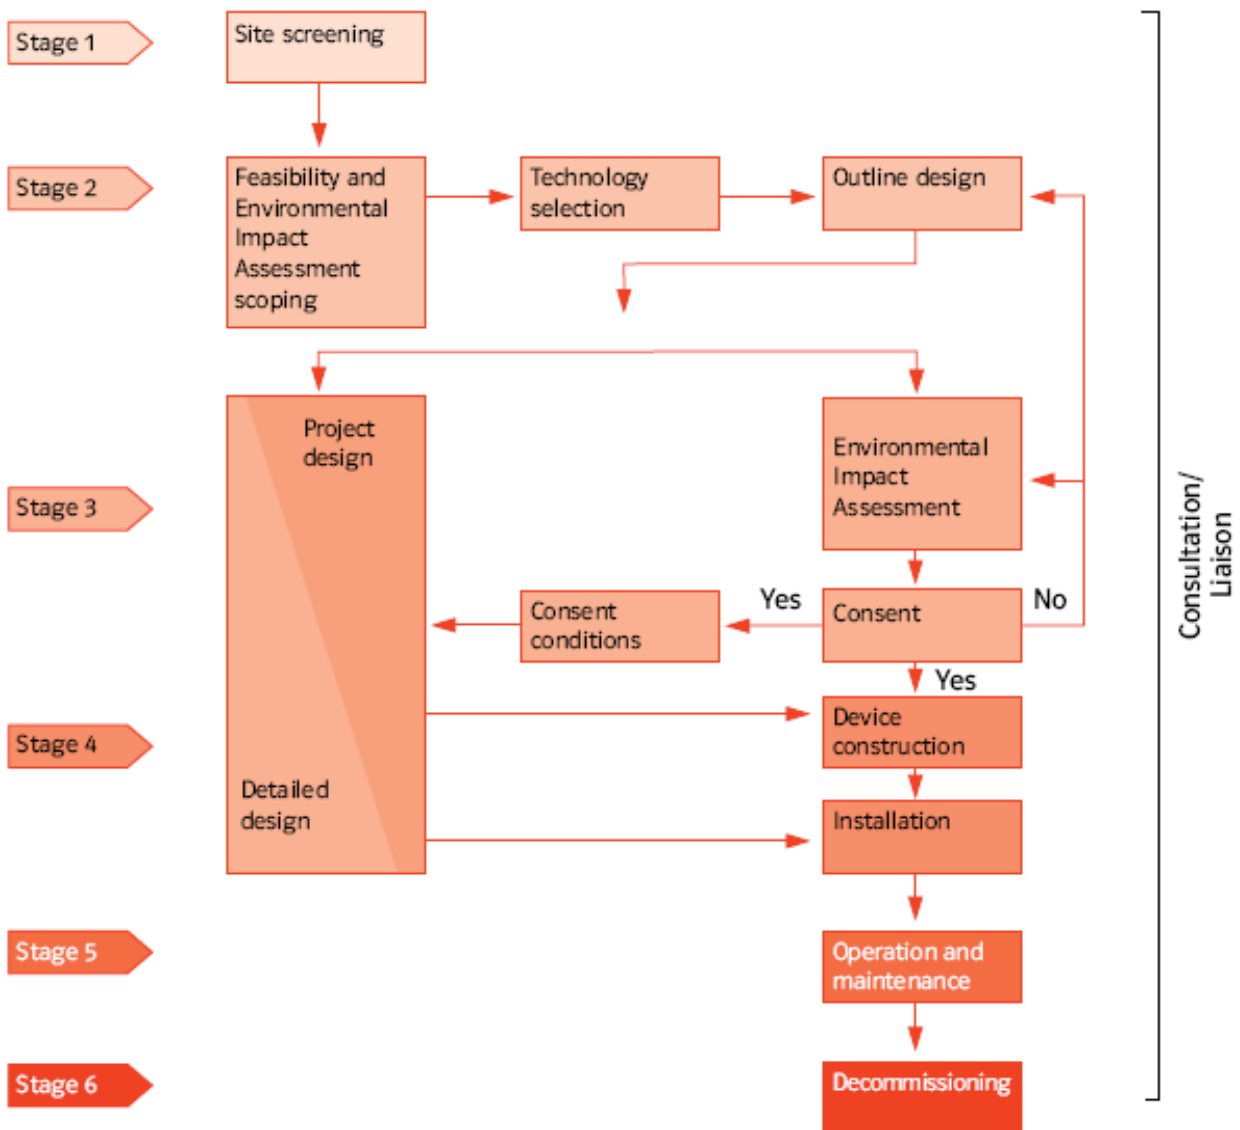 Stage 1
Site screening
Stage 2
Feasibility and
Environmental
Impact
Assessment
scoping
Technology
selection
Outline design
Stage 3
Project
design
Environmental
Impact
Assessment
Consent
conditions
Yes
Consent
No
Yes
Stage 4
Detailed
design
Device
construction
Installation
Stage 5
Operation and
maintenance
Stage 6
Decommissioning
Consultation/
Liaison